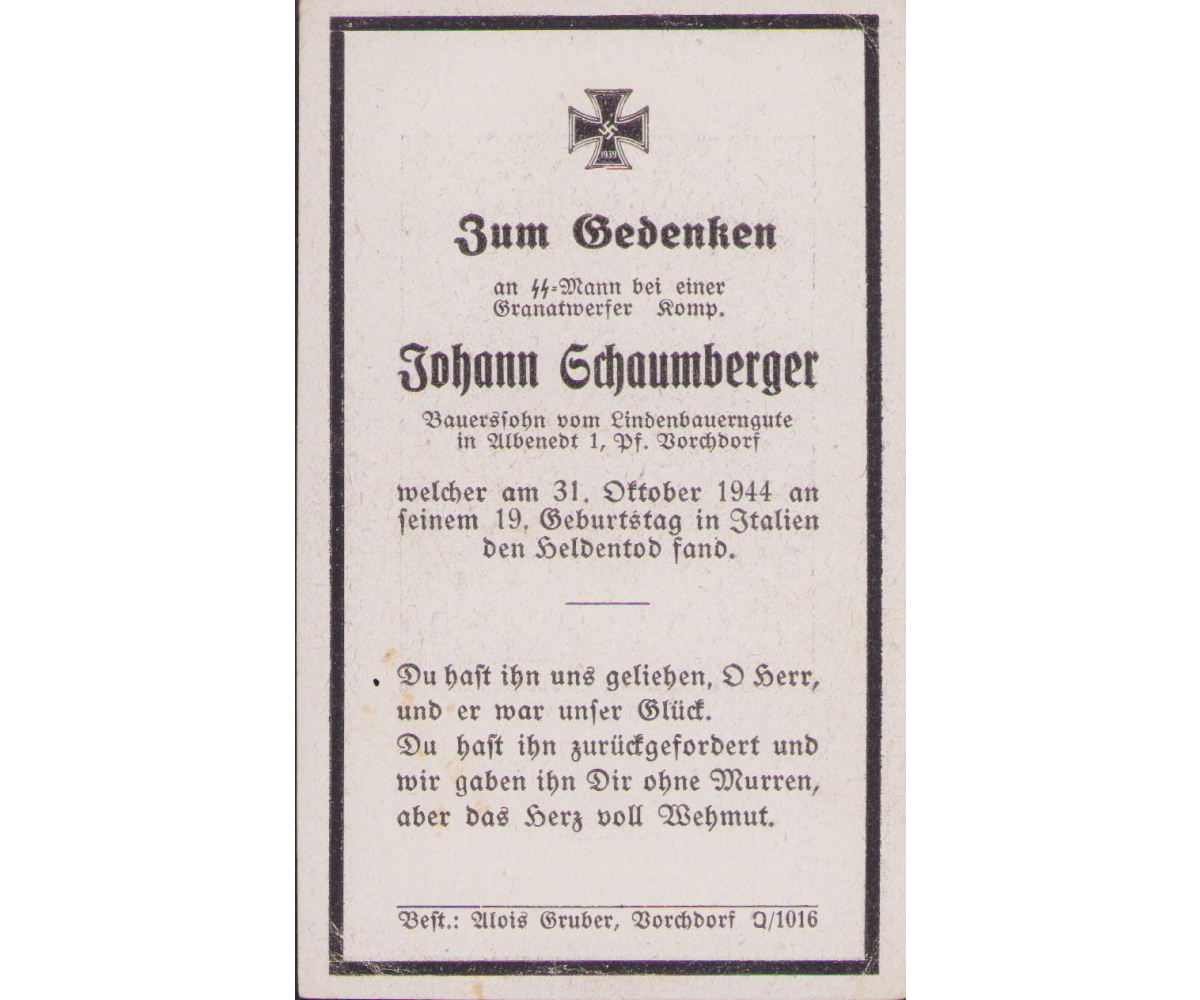 1939
Zum Gedenken
an SS-Mann bei einer
Granatwerfer Komp.
Johann Schaumberger
Bauerssohn vom Lindenbauerngute
in Albenedt 1, Pf. Vorchdorf
welcher am 31. Oktober 1944 an
seinem 19. Geburtstag in Italien
den Heldentod fand.
Du hast ihn uns geliehen, O Herr,
und er war unser Glück.
Du hast ihn zurückgefordert und
wir gaben ihn Dir ohne Murren,
aber das Herz voll Wehmut.
Best.: Alois Gruber, Vorchdorf Q/1016